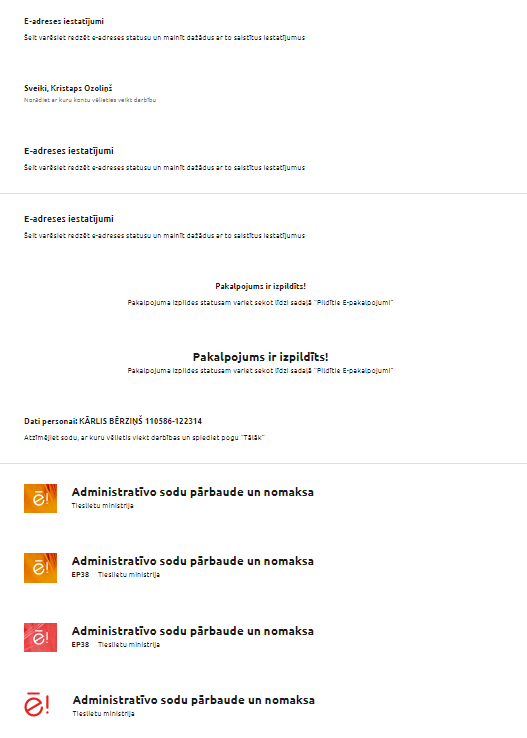 E-adreses iestatījumi
Šeit varēsiet redzēt e-adreses statusu un mainīt dažādus ar to saistītus iestatījumus
Sveiki, Kristaps Ozoliņš
Norādiet ar kuru kontu vēlieties veikt darbību
E-adreses iestatījumi
Šeit varēsiet redzēt e-adreses statusu un mainīt dažādus ar to saistītus iestatījumus
E-adreses iestatījumi
Šeit varēsiet redzēt e-adreses statusu un mainīt dažādus ar to saistītus iestatījumus
Pakalpojums ir izpildīts!
Pakalpojuma izpildes statusam variet sekot līdzi sadaļā "Pildītie E-pakalpojumi"
Pakalpojums ir izpildīts!
Pakalpojuma izpildes statusam variet sekot līdzi sadaļā "Pildītie E-pakalpojumi"
Dati personai: KĀRLIS BĒRZIŅŠ 110586-122314
Atzīmējiet sodu, ar kuru vēlietis viekt darbības un spiediet pogu "Tālāk"
ē! Administratīvo sodu pārbaude un nomaksa
Tieslietu ministrija
ē! Administratīvo sodu pārbaude un nomaksa
EP38 Tieslietu ministrija
ē! Administratīvo sodu pārbaude un nomaksa
EP38 Tieslietu ministrija
ē! Administratīvo sodu pārbaude un nomaksa
Tieslietu ministrija